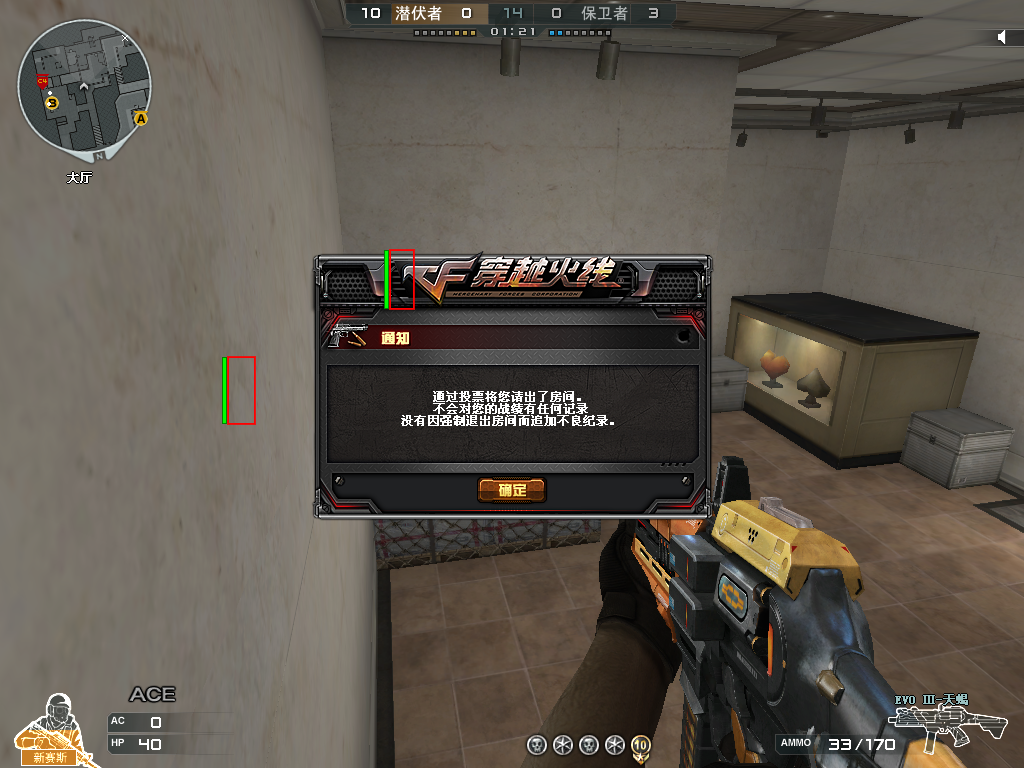 10 潜伏者 0 14 0 保卫者 3
01:21
C4
B
A
N
大厅
CF 穿越火线
MERCENARY FORCES CORPORATION
通知
通过投票将您请出了房间。
不会对您的战绩有任何记录
没有因强制退出房间而追加不良纪录。
确定
ACE
AC 0
HP 40
新赛斯
10
EVO III-天蝎
AMMO 33/170